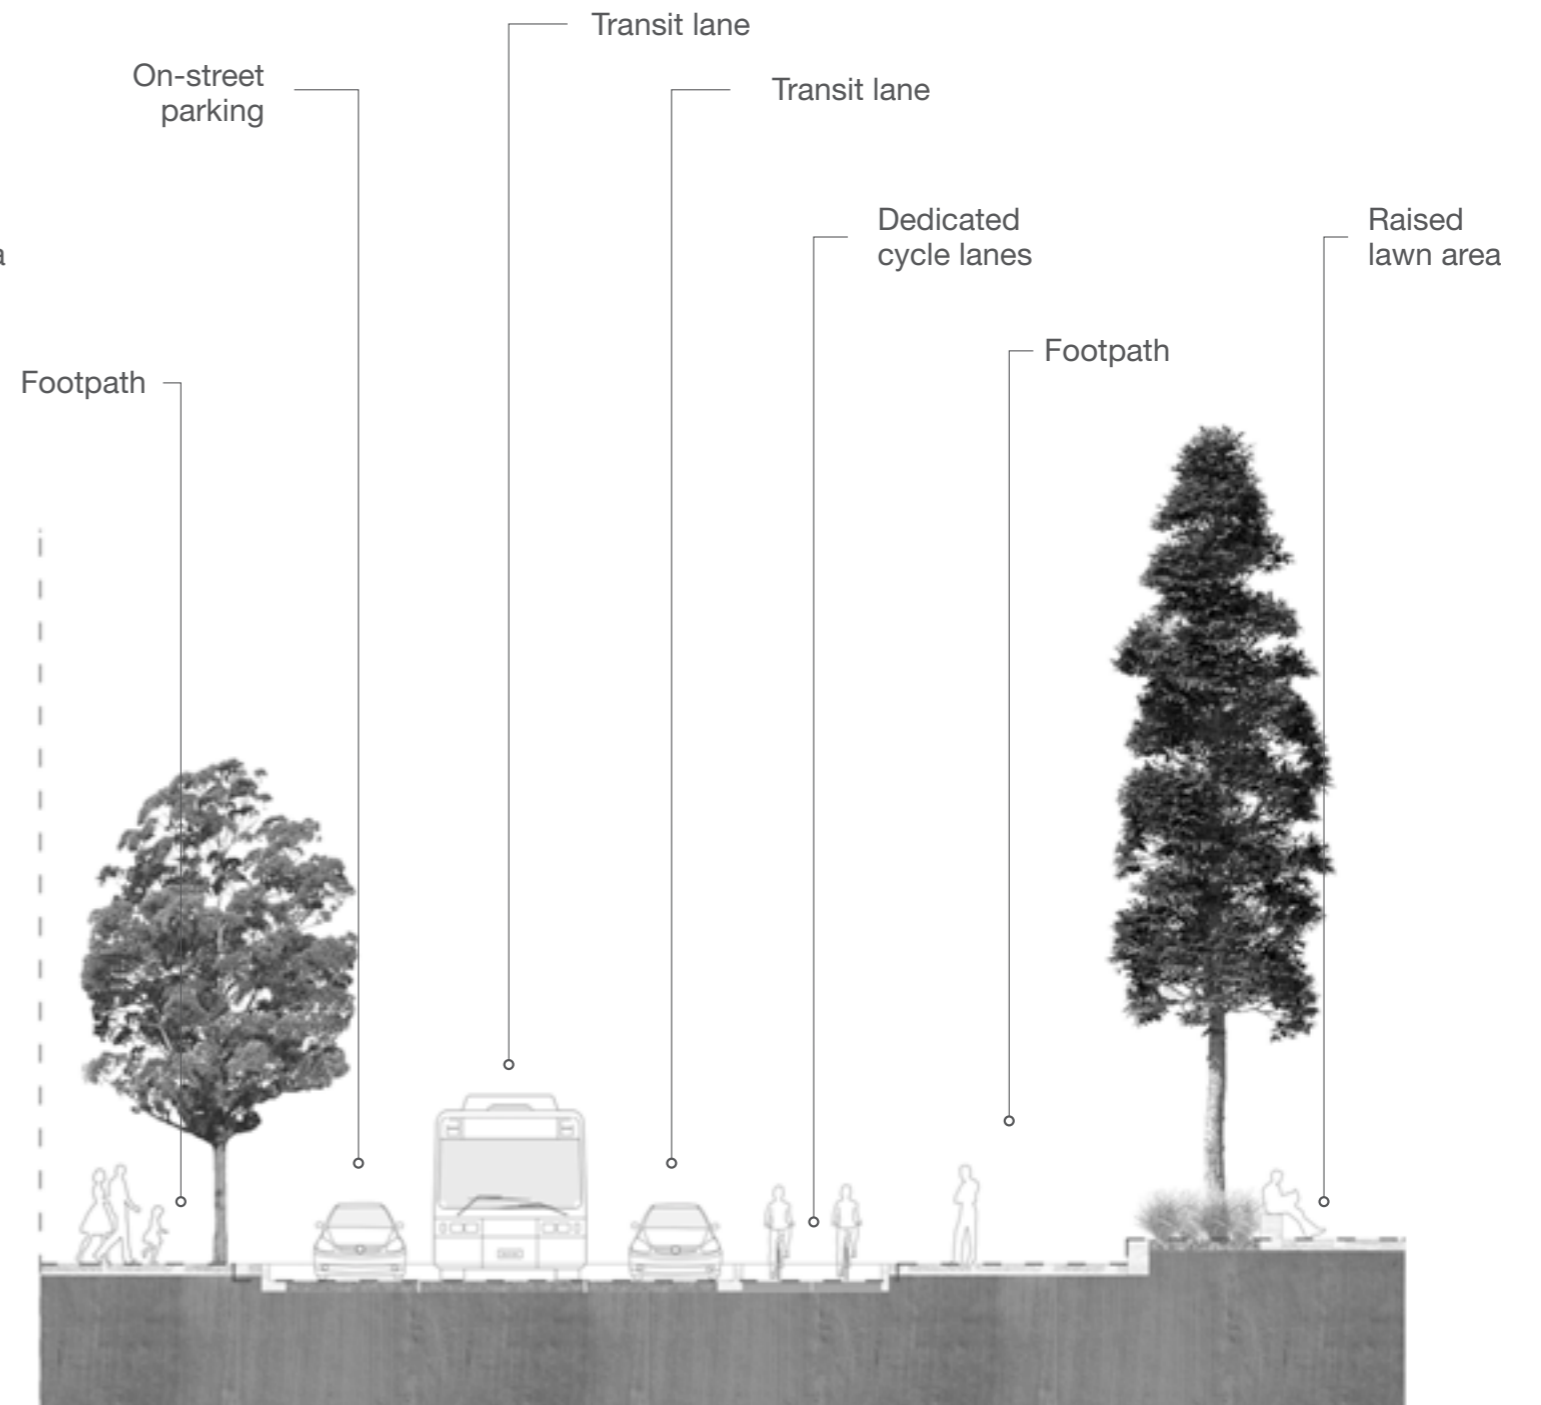 Transit lane
On-street
parking
Transit lane
Dedicated
cycle lanes
Raised
lawn area
Footpath
Footpath